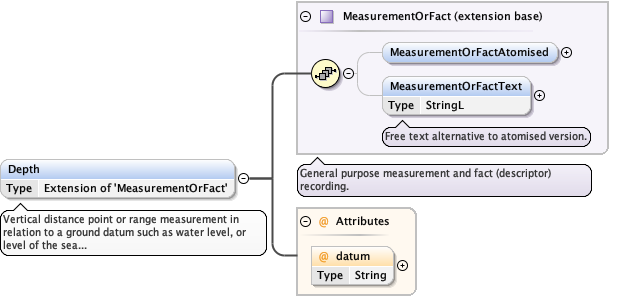 MeasurementOrFact (extension base)
MeasurementOrFactAtomised
MeasurementOrFactText
Type StringL
Free text alternative to atomised version.
General purpose measurement and fact (descriptor)
recording.
Depth
Type Extension of 'MeasurementOrFact'
Vertical distance point or range measurement in
relation to a ground datum such as water level, or
level of the sea...
@ Attributes
@ datum
Type String